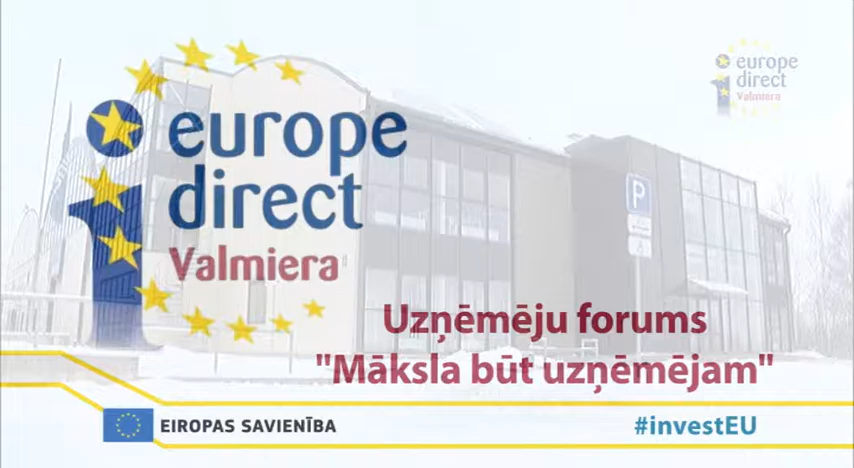 europe
direct
Valmiera
europe
direct
Valmiera
P
Uzņēmēju forums
"Māksla būt uzņēmējam"
EIROPAS SAVIENĪBA
#investEU